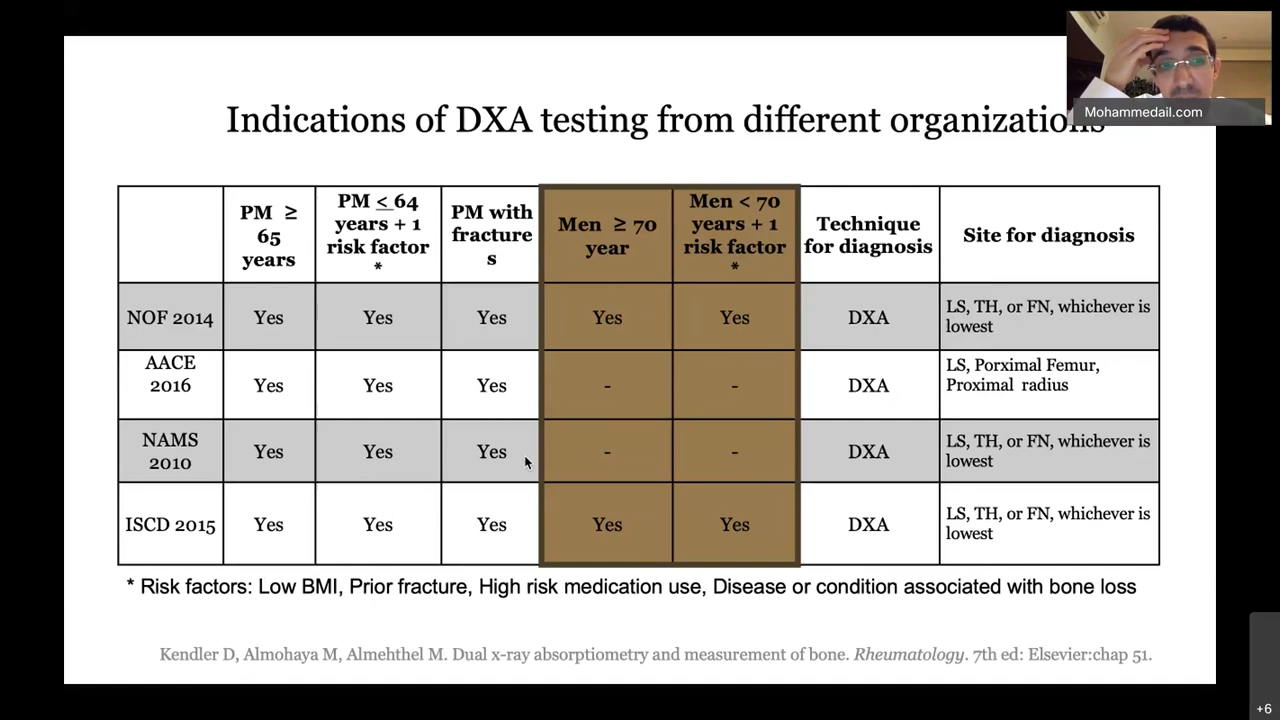 Mohammedail.com
Indications of DXA testing from different organizations
PM ≥
65
years
PM < 64
years + 1
risk factor
*
PM with
fracture
s
Men ≥ 70
year
Men < 70
years + 1
risk factor
*
Technique
for diagnosis
Site for diagnosis
NOF 2014
Yes
Yes
Yes
Yes
Yes
DXA
LS, TH, or FN, whichever is
lowest
AACE
2016
Yes
Yes
Yes
-
-
DXA
LS, Porximal Femur,
Proximal radius
NAMS
2010
Yes
Yes
Yes
-
-
DXA
LS, TH, or FN, whichever is
lowest
ISCD 2015
Yes
Yes
Yes
Yes
Yes
DXA
LS, TH, or FN, whichever is
lowest
* Risk factors: Low BMI, Prior fracture, High risk medication use, Disease or condition associated with bone loss
Kendler D, Almohaya M, Almehthel M. Dual x-ray absorptiometry and measurement of bone. Rheumatology. 7th ed: Elsevier:chap 51.
+6